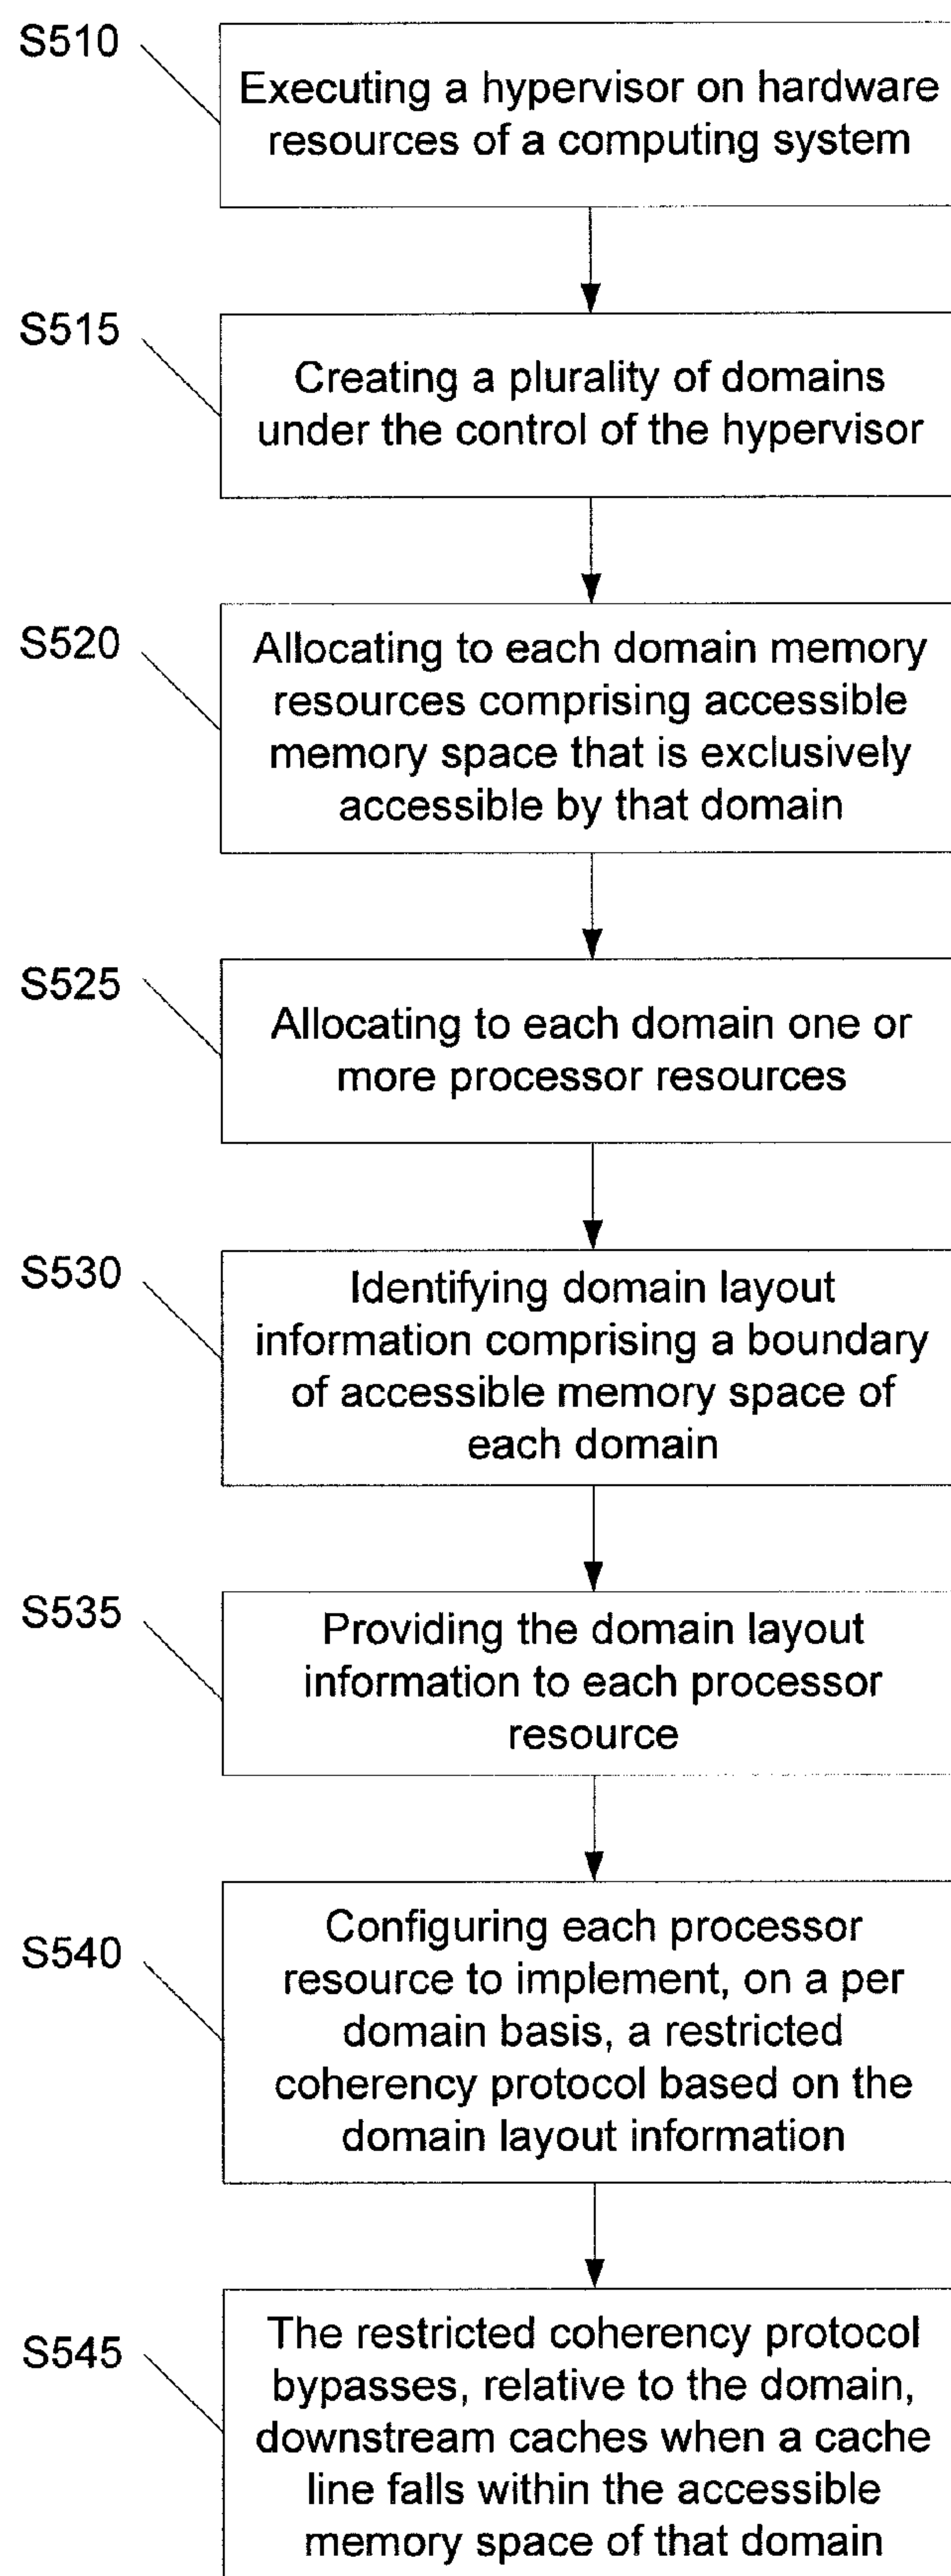 S510
Executing a hypervisor on hardware
resources of a computing system
S515
Creating a plurality of domains
under the control of the hypervisor
S520
Allocating to each domain memory
resources comprising accessible
memory space that is exclusively
accessible by that domain
S525
Allocating to each domain one or
more processor resources
S530
Identifying domain layout
information comprising a boundary
of accessible memory space of
each domain
S535
Providing the domain layout
information to each processor
resource
S540
Configuring each processor
resource to implement, on a per
domain basis, a restricted
coherency protocol based on the
domain layout information
S545
The restricted coherency protocol
bypasses, relative to the domain,
downstream caches when a cache
line falls within the accessible
memory space of that domain